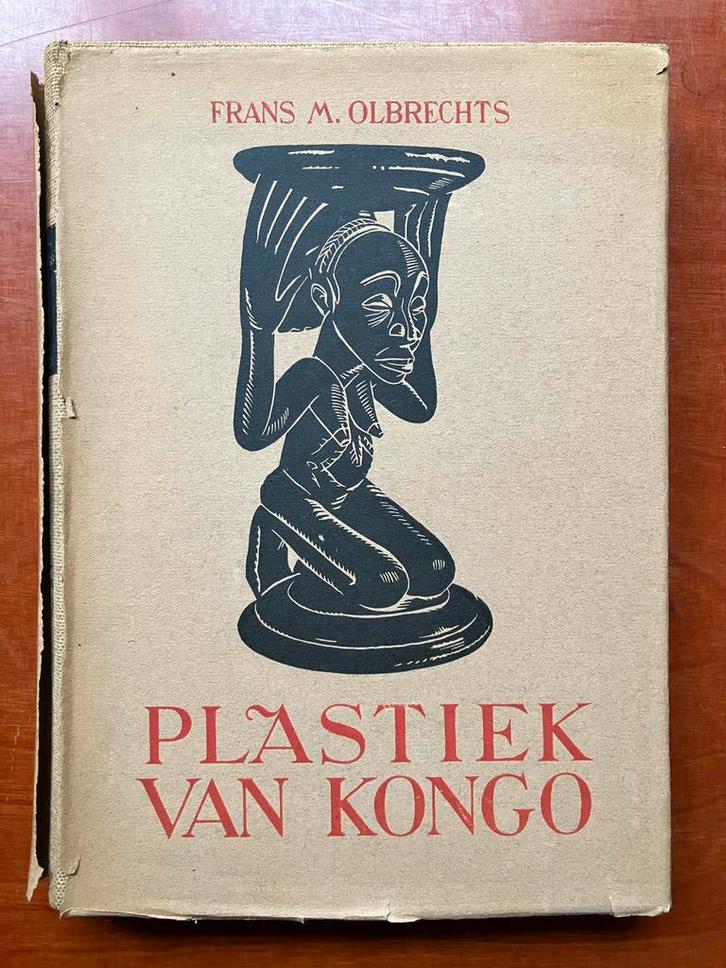 FRANS M. OLBRECHTS
PLASTIEK
VAN KONGO